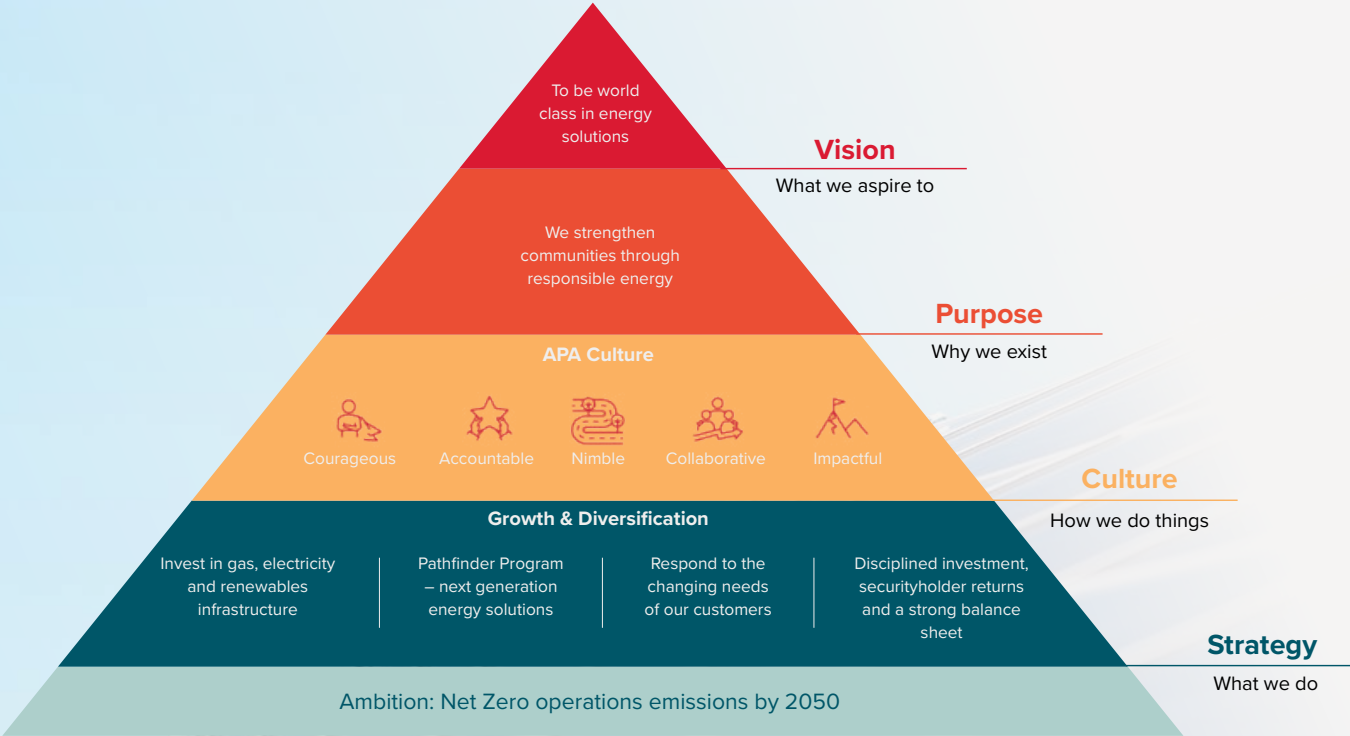 To be world
class in energy
solutions
Vision
What we aspire to
We strengthen
communities through
responsible energy
Purpose
Why we exist
APA Culture
Courageous
Accountable
Nimble
Collaborative
Impactful
Culture
How we do things
Growth & Diversification
Invest in gas, electricity
and renewables
infrastructure
Pathfinder Program
– next generation
energy solutions
Respond to the
changing needs
of our customers
Disciplined investment,
securityholder returns
and a strong balance
sheet
Strategy
What we do
Ambition: Net Zero operations emissions by 2050